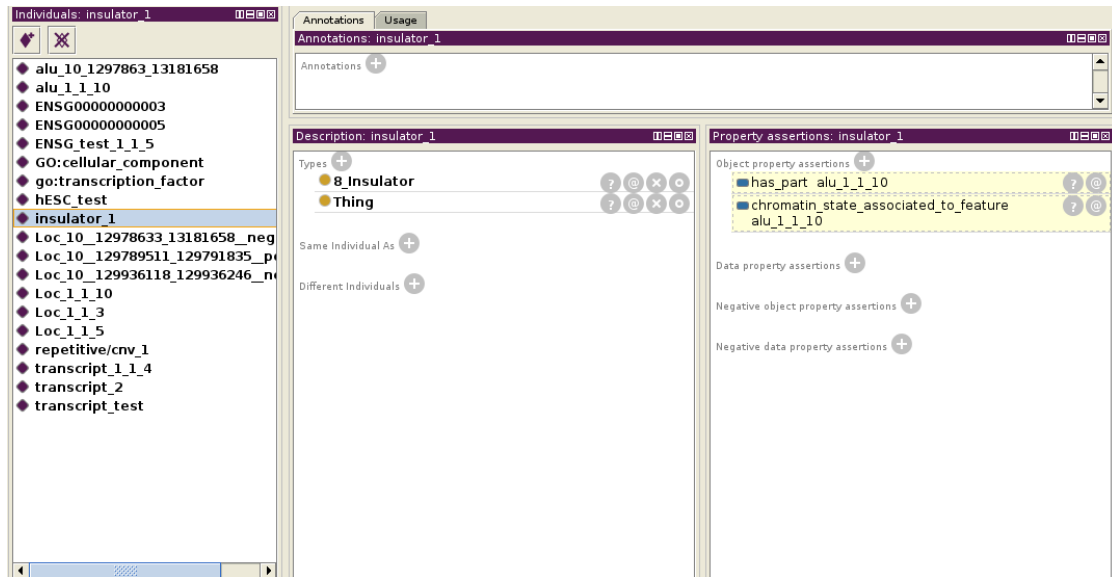 Individuals: insulator_1
alu_10_1297863_13181658
alu_1_1_10
ENSG00000000003
ENSG00000000005
ENSG_test_1_1_5
GO:cellular_component
go:transcription_factor
hESC_test
insulator_1
Loc_10__12978633_13181658__neg
Loc_10__129789511_129791835__p
Loc_10__129936118_129936246__n
Loc_1_1_10
Loc_1_1_3
Loc_1_1_5
repetitive/cnv_1
transcript_1_1_4
transcript_2
transcript_test
Annotations Usage
Annotations: insulator_1
Annotations
Description: insulator_1
Types
8_Insulator
? @ X O
Thing
? @ X O
Same Individual As
Different Individuals
Property assertions: insulator_1
Object property assertions
has_part alu_1_1_10
? @
chromatin_state_associated_to_feature
? @
alu_1_1_10
Data property assertions
Negative object property assertions
Negative data property assertions